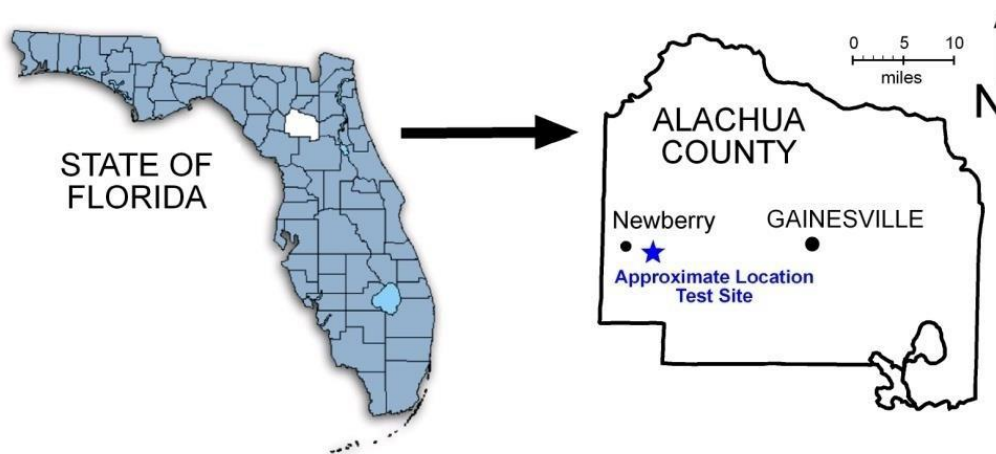 STATE OF
FLORIDA
0 5 10
miles
N
ALACHUA
COUNTY
Newberry
GAINESVILLE
Approximate Location
Test Site